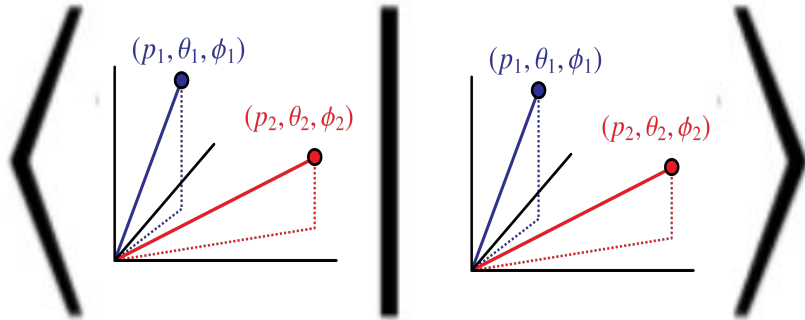 (p₁, θ₁, ϕ₁)
(p₂, θ₂, ϕ₂)
(p₁, θ₁, ϕ₁)
(p₂, θ₂, ϕ₂)